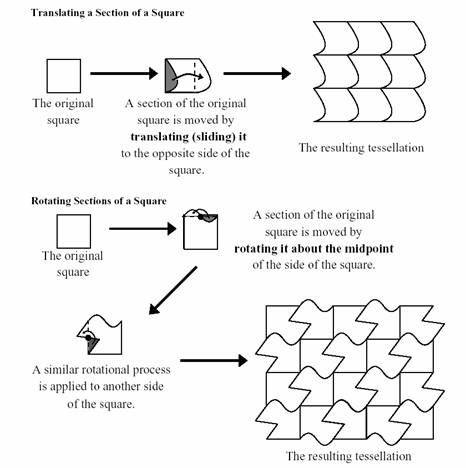 Translating a Section of a Square
The original
square
A section of the original
square is moved by
translating (sliding) it
to the opposite side of the
square.
The resulting tessellation
Rotating Sections of a Square
The original
square
A section of the original
square is moved by
rotating it about the midpoint
of the side of the square.
A similar rotational process
is applied to another side
of the square.
The resulting tessellation